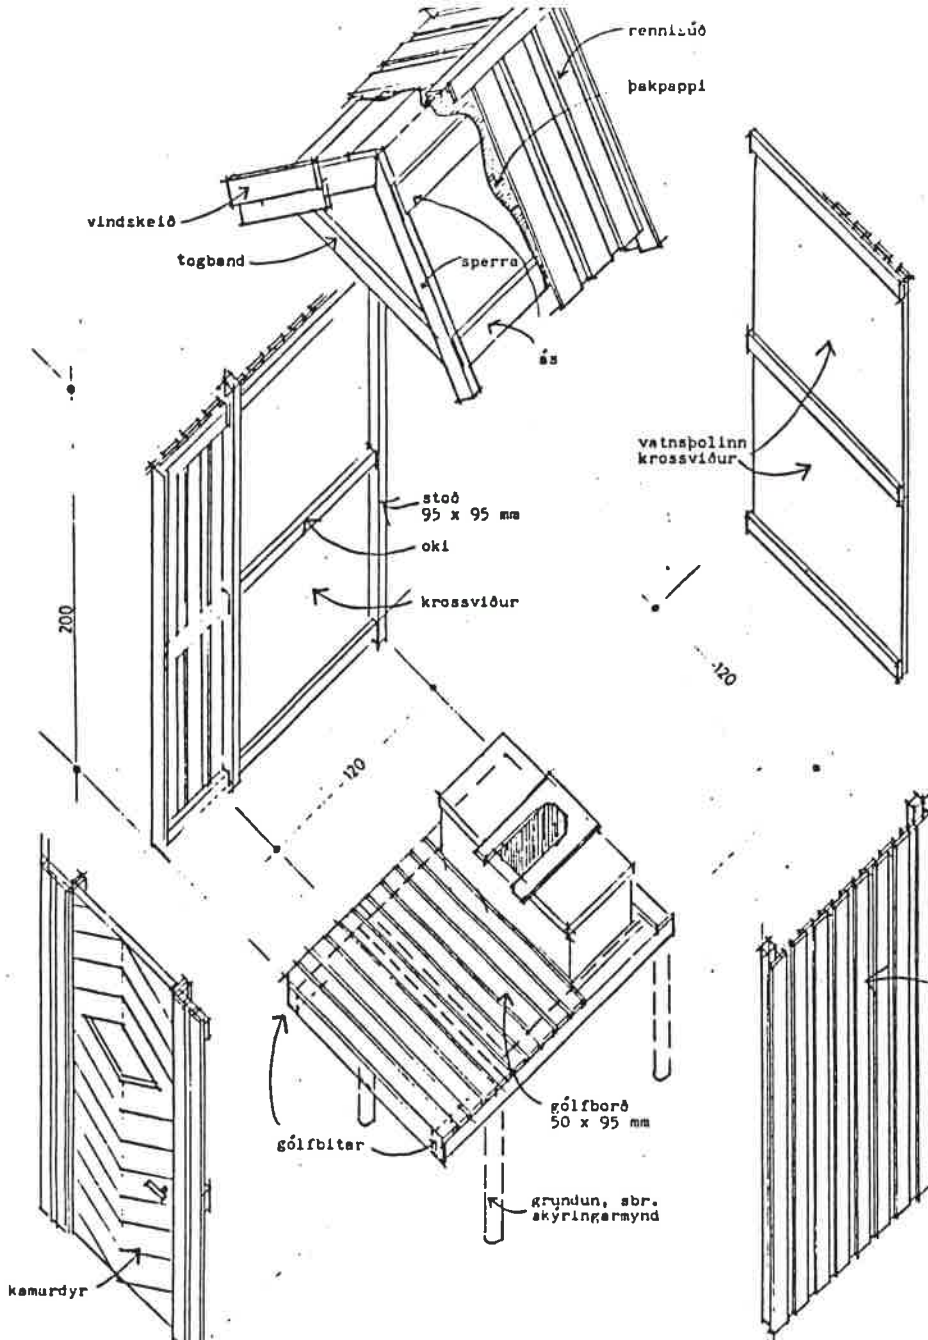 rennisúð
þakpappi
vindskeið
togband
sperra
ás
vatnsþolinn
krossviður
stoð
95 x 95 mm
oki
krossviður
200
120
120
gólfborð
50 x 95 mm
gólfbitar
grundun, sbr.
skýringarmynd
kamurdyr